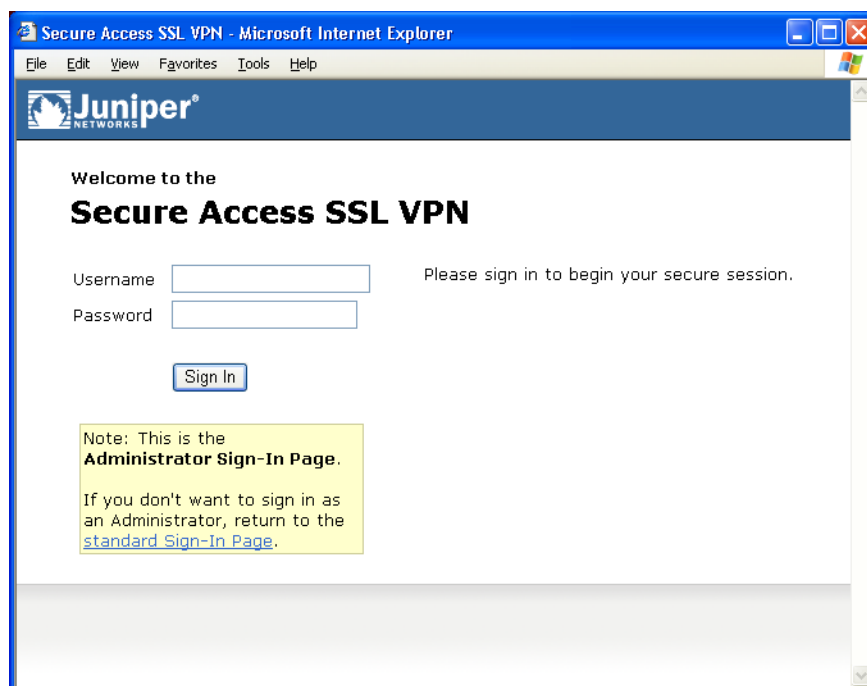 Secure Access SSL VPN - Microsoft Internet Explorer
File Edit View Favorites Tools Help
Juniper®
NETWORKS
Welcome to the
Secure Access SSL VPN
Username
Please sign in to begin your secure session.
Password
Sign In
Note: This is the
Administrator Sign-In Page.
If you don't want to sign in as
an Administrator, return to the
standard Sign-In Page.